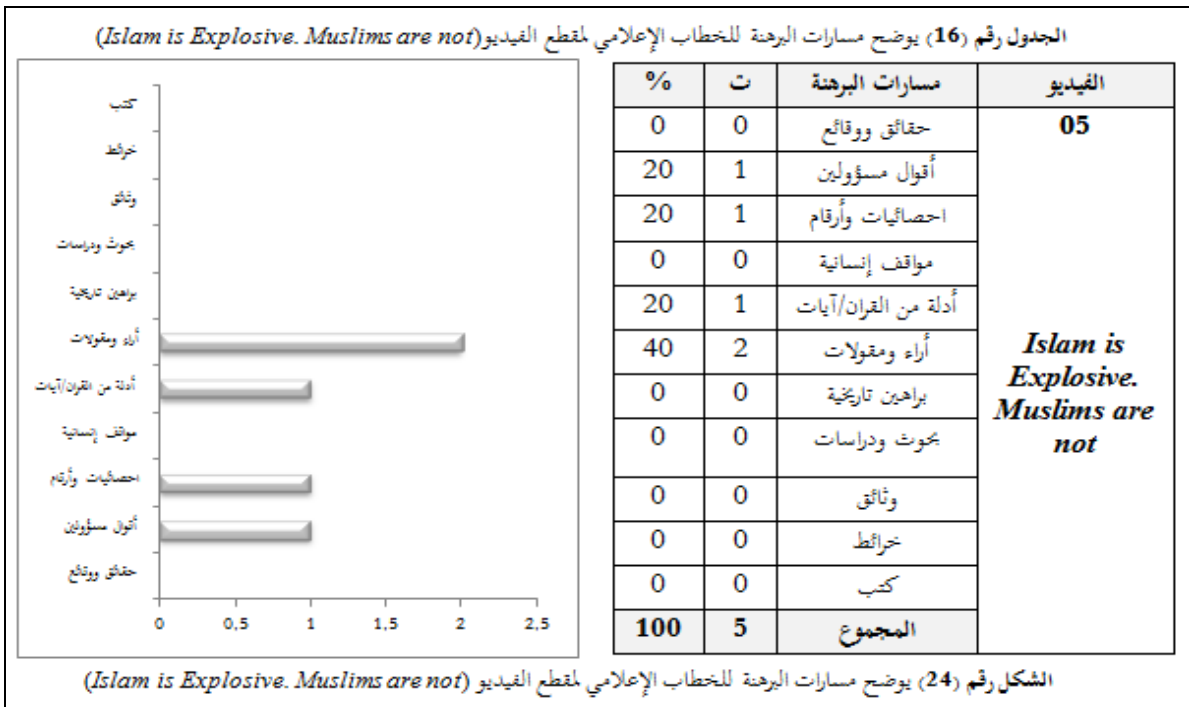 الجدول رقم (16) يوضح مسارات البرهنة للخطاب الإعلامي لمقطع الفيديو(Islam is Explosive. Muslims are not)
كتب
خرائط
وثائق
بحوث ودراسات
براهين تاريخية
أراء ومقولات
أدلة من القران/آيات
مواقف إنسانية
احصائيات وأرقام
أقوال مسؤولين
حقائق ووقائع
0 0,5 1 1,5 2 2,5
الفيديو مسارات البرهنة ت %
05 حقائق ووقائع 0 0
أقوال مسؤولين 1 20
احصائيات وأرقام 1 20
مواقف إنسانية 0 0
أدلة من القران/آيات 1 20
Islam is أراء ومقولات 2 40
Explosive. براهين تاريخية 0 0
Muslims are
not بحوث ودراسات 0 0
وثائق 0 0
خرائط 0 0
كتب 0 0
المجموع 5 100
الشكل رقم (24) يوضح مسارات البرهنة للخطاب الإعلامي لمقطع الفيديو (Islam is Explosive. Muslims are not)